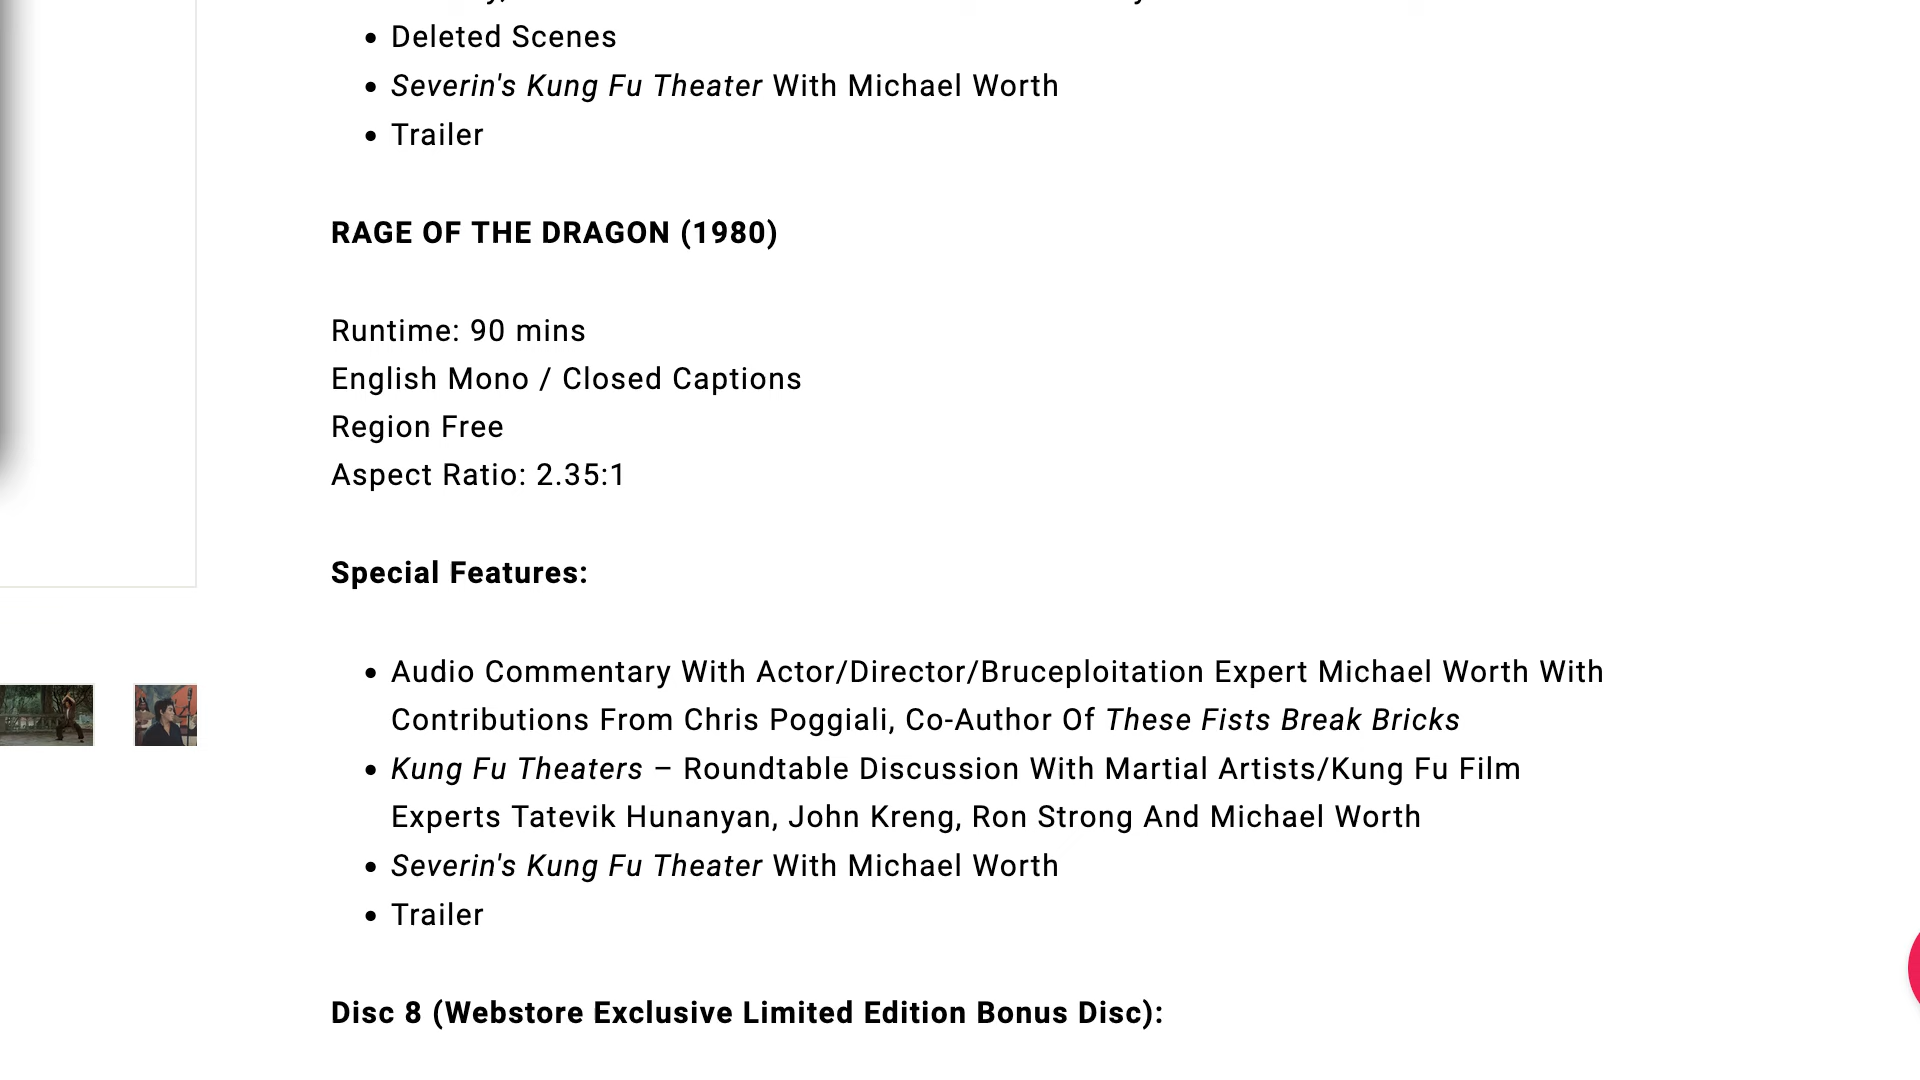 Deleted Scenes
Severin's Kung Fu Theater With Michael Worth
Trailer
RAGE OF THE DRAGON (1980)
Runtime: 90 mins
English Mono / Closed Captions
Region Free
Aspect Ratio: 2.35:1
Special Features:
Audio Commentary With Actor/Director/Bruceploitation Expert Michael Worth With
Contributions From Chris Poggiali, Co-Author Of These Fists Break Bricks
Kung Fu Theaters – Roundtable Discussion With Martial Artists/Kung Fu Film
Experts Tatevik Hunanyan, John Kreng, Ron Strong And Michael Worth
Severin's Kung Fu Theater With Michael Worth
Trailer
Disc 8 (Webstore Exclusive Limited Edition Bonus Disc):